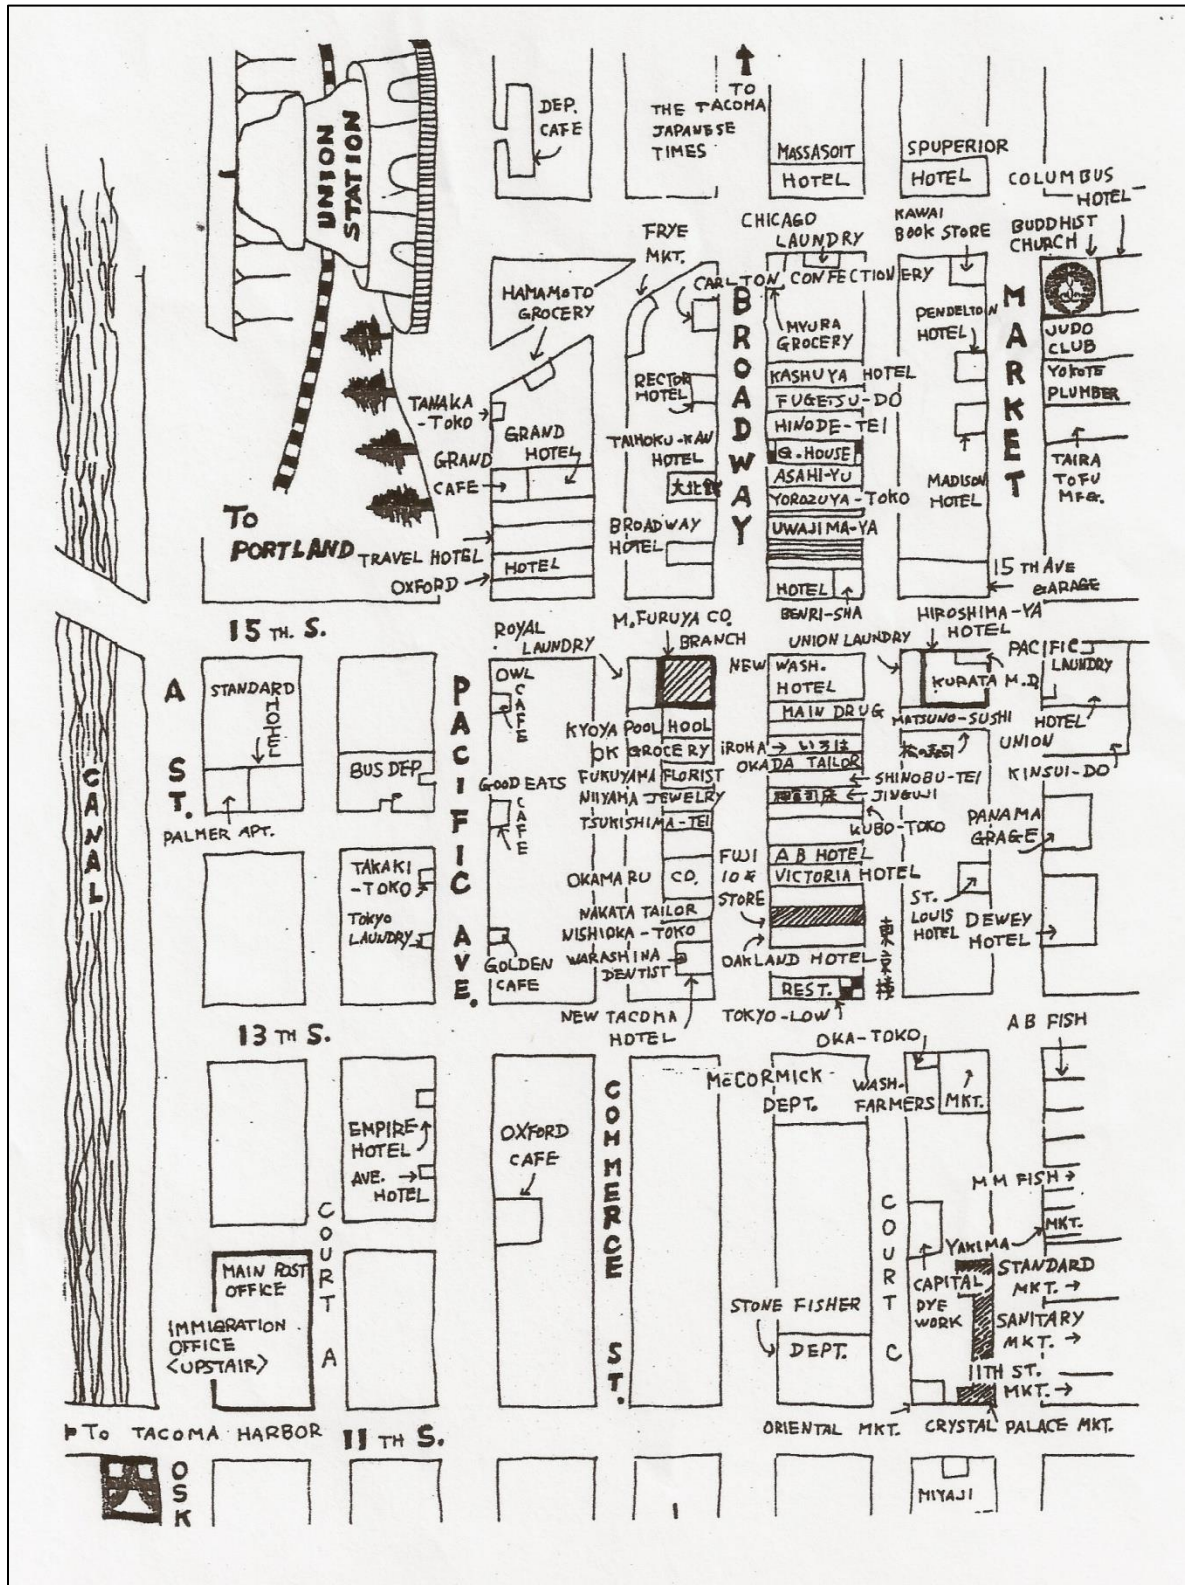 UNION
STATION
DEP.
CAFE
TO
THE TACOMA
JAPANESE
TIMES
MASSASOIT
HOTEL
SPUPERIOR
HOTEL
COLUMBUS
HOTEL
KAWAI
BOOK STORE
BUDDHIST
CHURCH
CHICAGO
LAUNDRY
FRYE
MKT.
CARLTON
CONFECTIONERY
HAMAMOTO
GROCERY
BROADWAY
MARKET
MYURA
GROCERY
PENDELTON
HOTEL
JUDO
CLUB
YOKOTE
PLUMBER
KASHUYA HOTEL
RECTOR
HOTEL
FUGETSU-DO
HINODE-TEI
TANAKA
-TOKO
GRAND
HOTEL
TAIHOKU-KAN
HOTEL
大北館
G.HOUSE
ASAHI-YU
YOROZUYA-TOKO
UWAJIMA-YA
MADISON
HOTEL
TAIRA
TOFU
MFG.
GRAND
CAFE
TO
PORTLAND
TRAVEL HOTEL
OXFORD
HOTEL
BROADWAY
HOTEL
HOTEL
BENRI-SHA
15 TH AVE
GARAGE
15 TH. S.
ROYAL
LAUNDRY
M. FURUYA CO.
BRANCH
UNION LAUNDRY
HIROSHIMA-YA
HOTEL
PACIFIC
LAUNDRY
KURATA M.D.
A
ST.
STANDARD
HOTEL
PALMER APT.
BUS DEP.
PACIFIC AVE.
OWL
CAFE
NEW WASH.
HOTEL
MAIN DRUG
MATSUNO-SUSHI
HOTEL
UNION
KYOYA POOL HOOL
OK GROCERY
IROHA
いろは
OKADA TAILOR
SHINOBU-TEI
JINGUJI
KINSUI-DO
GOOD EATS
CAFE
FUKUYAMA FLORIST
NIIYAMA JEWELRY
TSUKISHIMA-TEI
KUBO-TOKO
PANAMA
GRAGE
CANAL
TAKAKI
-TOKO
TOKYO
LAUNDRY
OKAMARU CO.
FUJI
10¢
STORE
A B HOTEL
VICTORIA HOTEL
ST.
LOUIS
HOTEL
DEWEY
HOTEL
NAKATA TAILOR
NISHIOKA-TOKO
WARASHINA
DENTIST
GOLDEN
CAFE
OAKLAND HOTEL
東京樓
REST.
NEW TACOMA
HOTEL
TOKYO-LOW
13 TH S.
OKA-TOKO
A B FISH
McCORMICK
DEPT.
WASH.
FARMERS
MKT.
EMPIRE
HOTEL
AVE.
HOTEL
OXFORD
CAFE
COMMERCE ST.
COURT A
COURT C
M M FISH
MKT.
YAKIMA
MAIN POST
OFFICE
IMMIGRATION
OFFICE
<UPSTAIR>
CAPITAL
DYE
WORK
STANDARD
MKT.
SANITARY
MKT.
STONE FISHER
DEPT.
11TH ST.
MKT.
TO TACOMA HARBOR
11 TH S.
ORIENTAL MKT.
CRYSTAL PALACE MKT.
OSK
MIYAJI